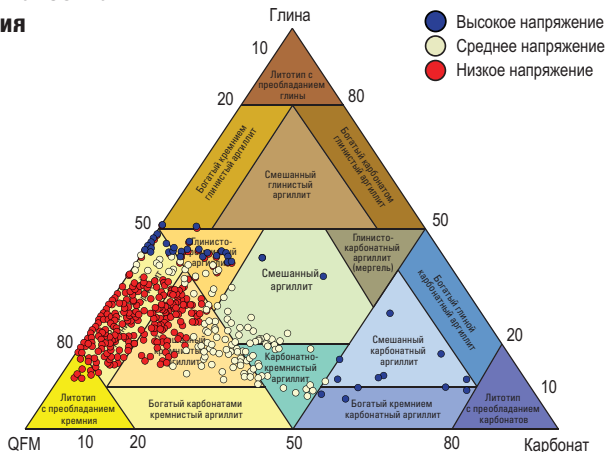 ия
Глина
Высокое напряжение
Среднее напряжение
Низкое напряжение
10
Литотип с
преобладанием
глины
20
80
Богатый кремнием
глинистый аргиллит
Богатый карбонатом
глинистый аргиллит
Смешанный
глинистый
аргиллит
50
50
Глинисто-
аргиллит
Глинисто-
карбонатный
аргиллит
(мергель)
Смешанный
аргиллит
Богатый глиной
карбонатный аргиллит
80
20
Смешанный
карбонатный
аргиллит
Карбонатно-
кремнистый
аргиллит
10
Литотип
с преобладанием
кремния
Богатый карбонатами
кремнистый аргиллит
Богатый кремнием
карбонатный аргиллит
Литотип
с преобладанием
карбонатов
QFM
10
20
50
80
Карбонат